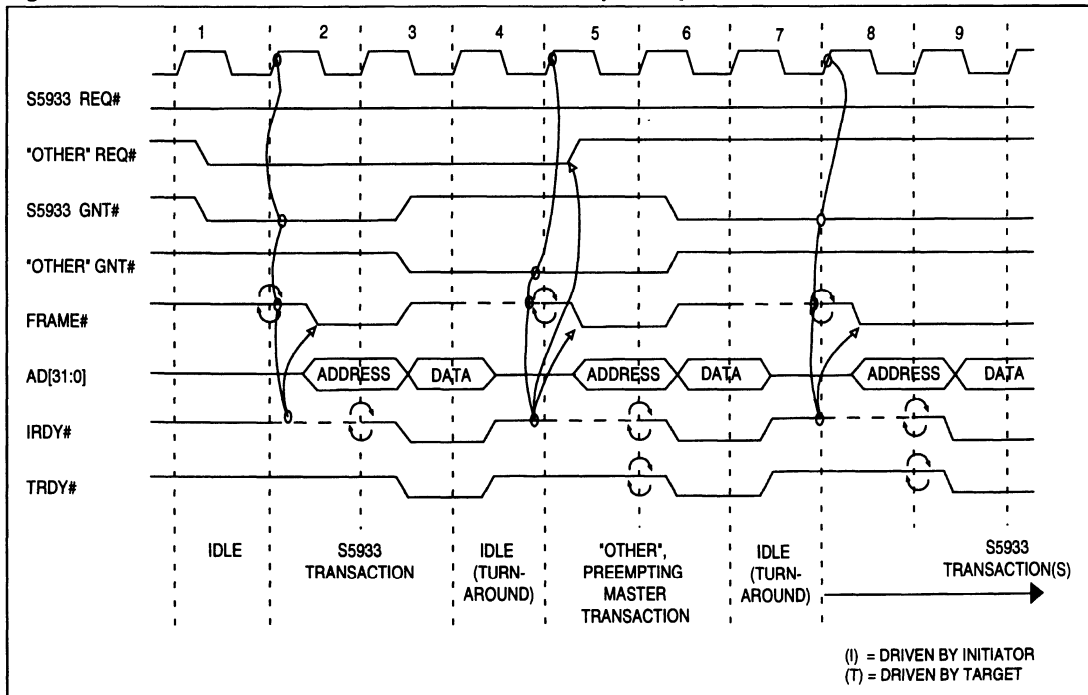 1 2 3 4 5 6 7 8 9
S5933 REQ#
"OTHER" REQ#
S5933 GNT#
"OTHER" GNT#
FRAME#
AD[31:0] ADDRESS DATA ADDRESS DATA ADDRESS DATA
IRDY#
TRDY#
IDLE
S5933
TRANSACTION
IDLE
(TURN-
AROUND)
"OTHER",
PREEMPTING
MASTER
TRANSACTION
IDLE
(TURN-
AROUND)
S5933
TRANSACTION(S)
(I) = DRIVEN BY INITIATOR
(T) = DRIVEN BY TARGET